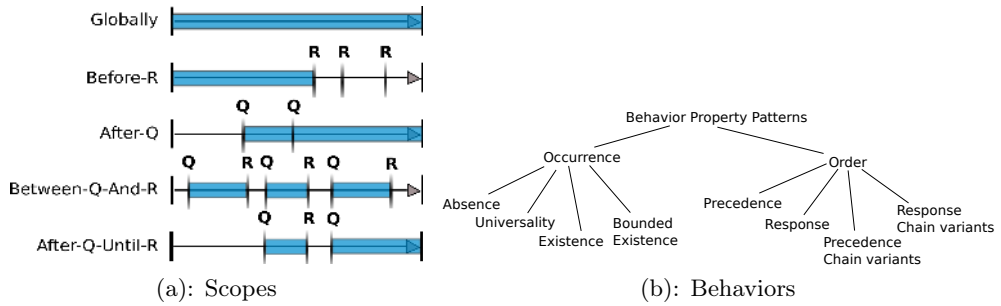 Globally
R R R
Before-R
Q Q
After-Q
Q R Q R Q R
Between-Q-And-R
Q R Q
After-Q-Until-R
(a): Scopes
Behavior Property Patterns
Occurrence
Order
Absence
Universality
Existence
Bounded
Existence
Precedence
Response
Precedence
Chain variants
Response
Chain variants
(b): Behaviors